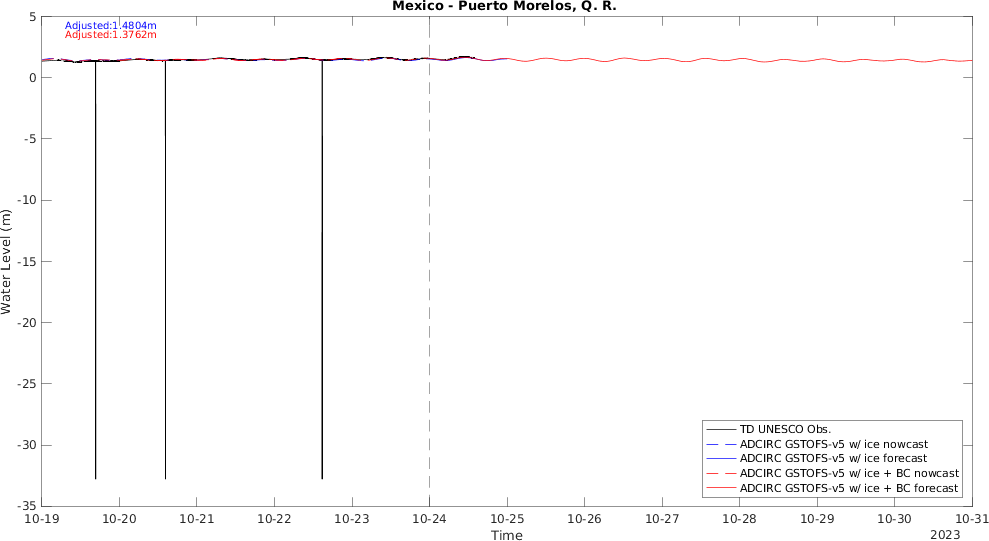 Mexico - Puerto Morelos, Q. R.
Adjusted:1.4804m
Adjusted:1.3762m
5
0
-5
-10
-15
-20
-25
-30
-35
Water Level (m)
TD UNESCO Obs.
ADCIRC GSTOFS-v5 w/ ice nowcast
ADCIRC GSTOFS-v5 w/ ice forecast
ADCIRC GSTOFS-v5 w/ ice + BC nowcast
ADCIRC GSTOFS-v5 w/ ice + BC forecast
10-19 10-20 10-21 10-22 10-23 10-24 10-25 10-26 10-27 10-28 10-29 10-30 10-31
Time
2023